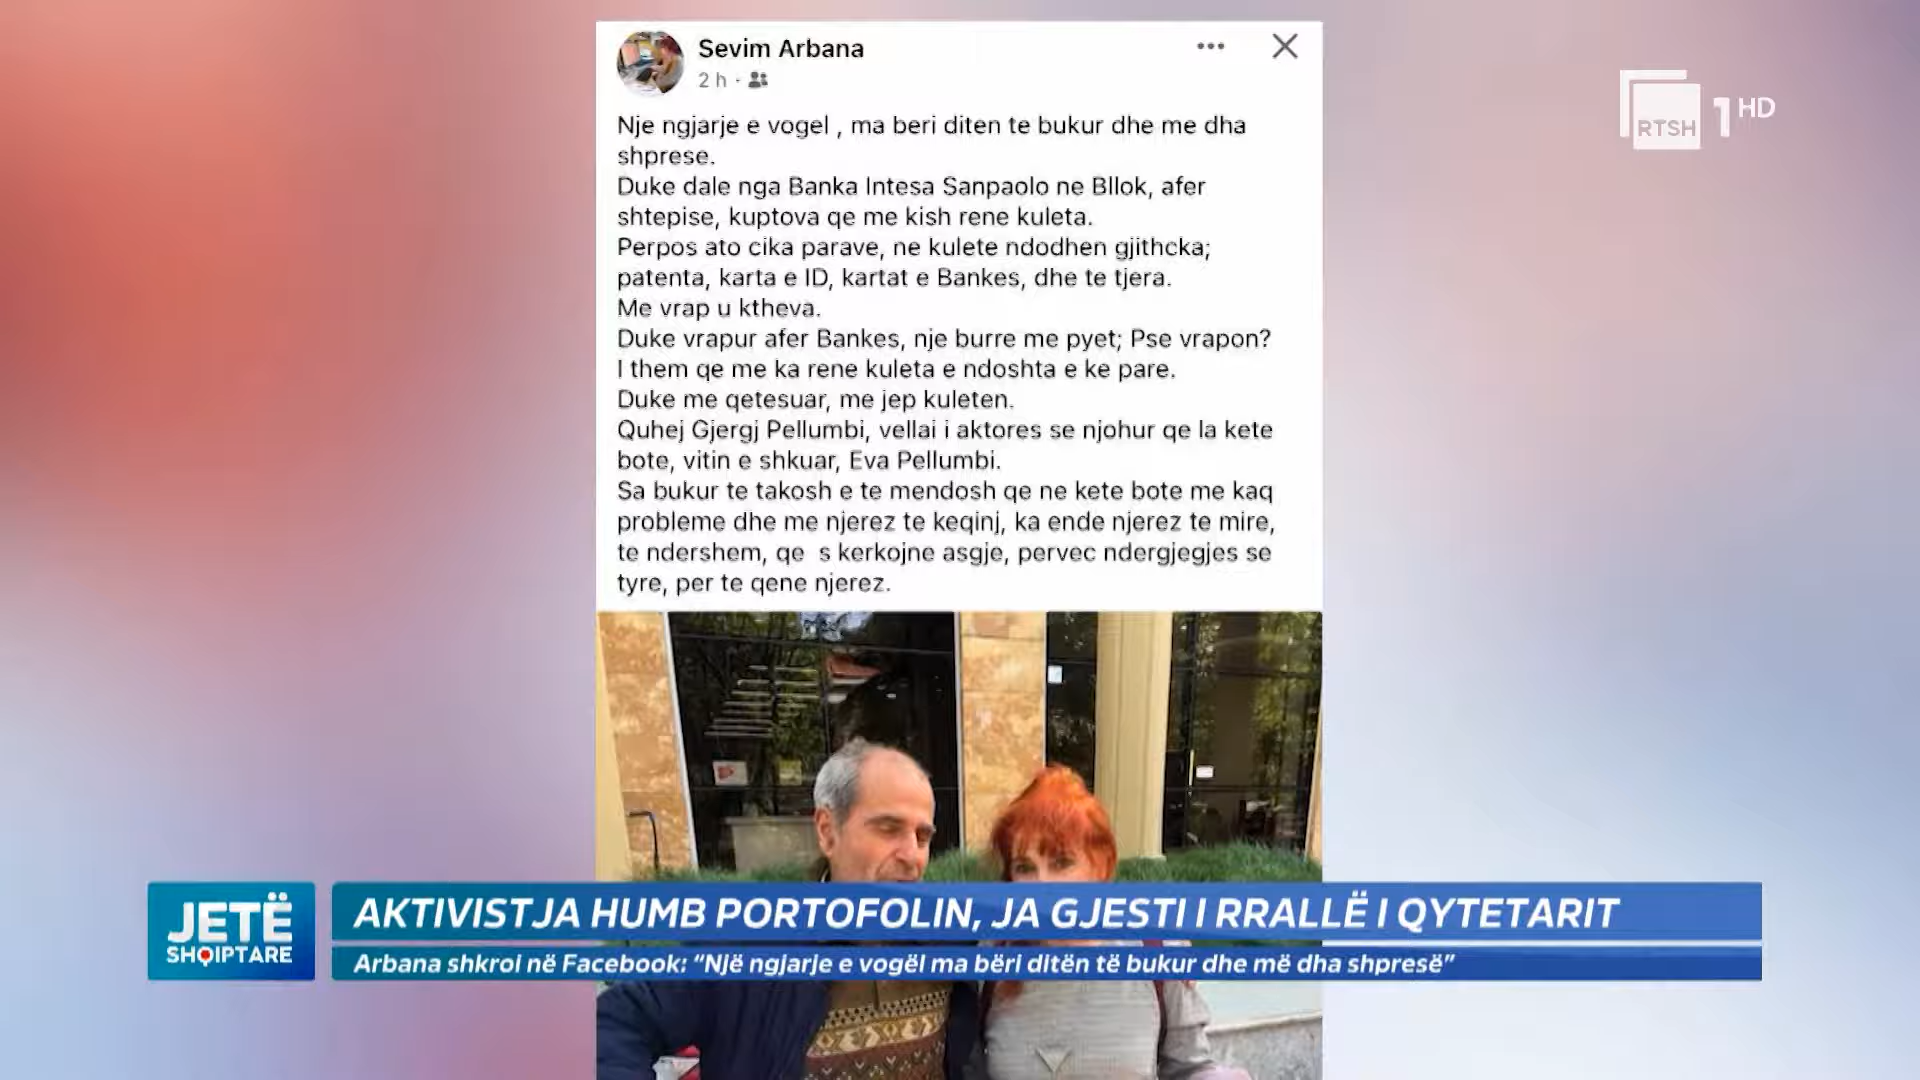 Sevim Arbana
2 h
Nje ngjarje e vogel , ma beri diten te bukur dhe me dha
shprese.
Duke dale nga Banka Intesa Sanpaolo ne Bllok, afer
shtepise, kuptova qe me kish rene kuleta.
Perpos ato cika parave, ne kulete ndodhen gjithcka;
patenta, karta e ID, kartat e Bankes, dhe te tjera.
Me vrap u ktheva.
Duke vrapur afer Bankes, nje burre me pyet; Pse vrapon?
I them qe me ka rene kuleta e ndoshta e ke pare.
Duke me qetesuar, me jep kuleten.
Quhej Gjergj Pellumbi, vellai i aktores se njohur qe la kete
bote, vitin e shkuar, Eva Pellumbi.
Sa bukur te takosh e te mendosh qe ne kete bote me kaq
probleme dhe me njerez te keqinj, ka ende njerez te mire,
te ndershem, qe  s kerkojne asgje, pervec ndergjegjes se
tyre, per te qene njerez.
RTSH 1 HD
JETË
SHQIPTARE
AKTIVISTJA HUMB PORTOFOLIN, JA GJESTI I RRALLË I QYTETARIT
Arbana shkroi në Facebook: “Një ngjarje e vogël ma bëri ditën të bukur dhe më dha shpresë”